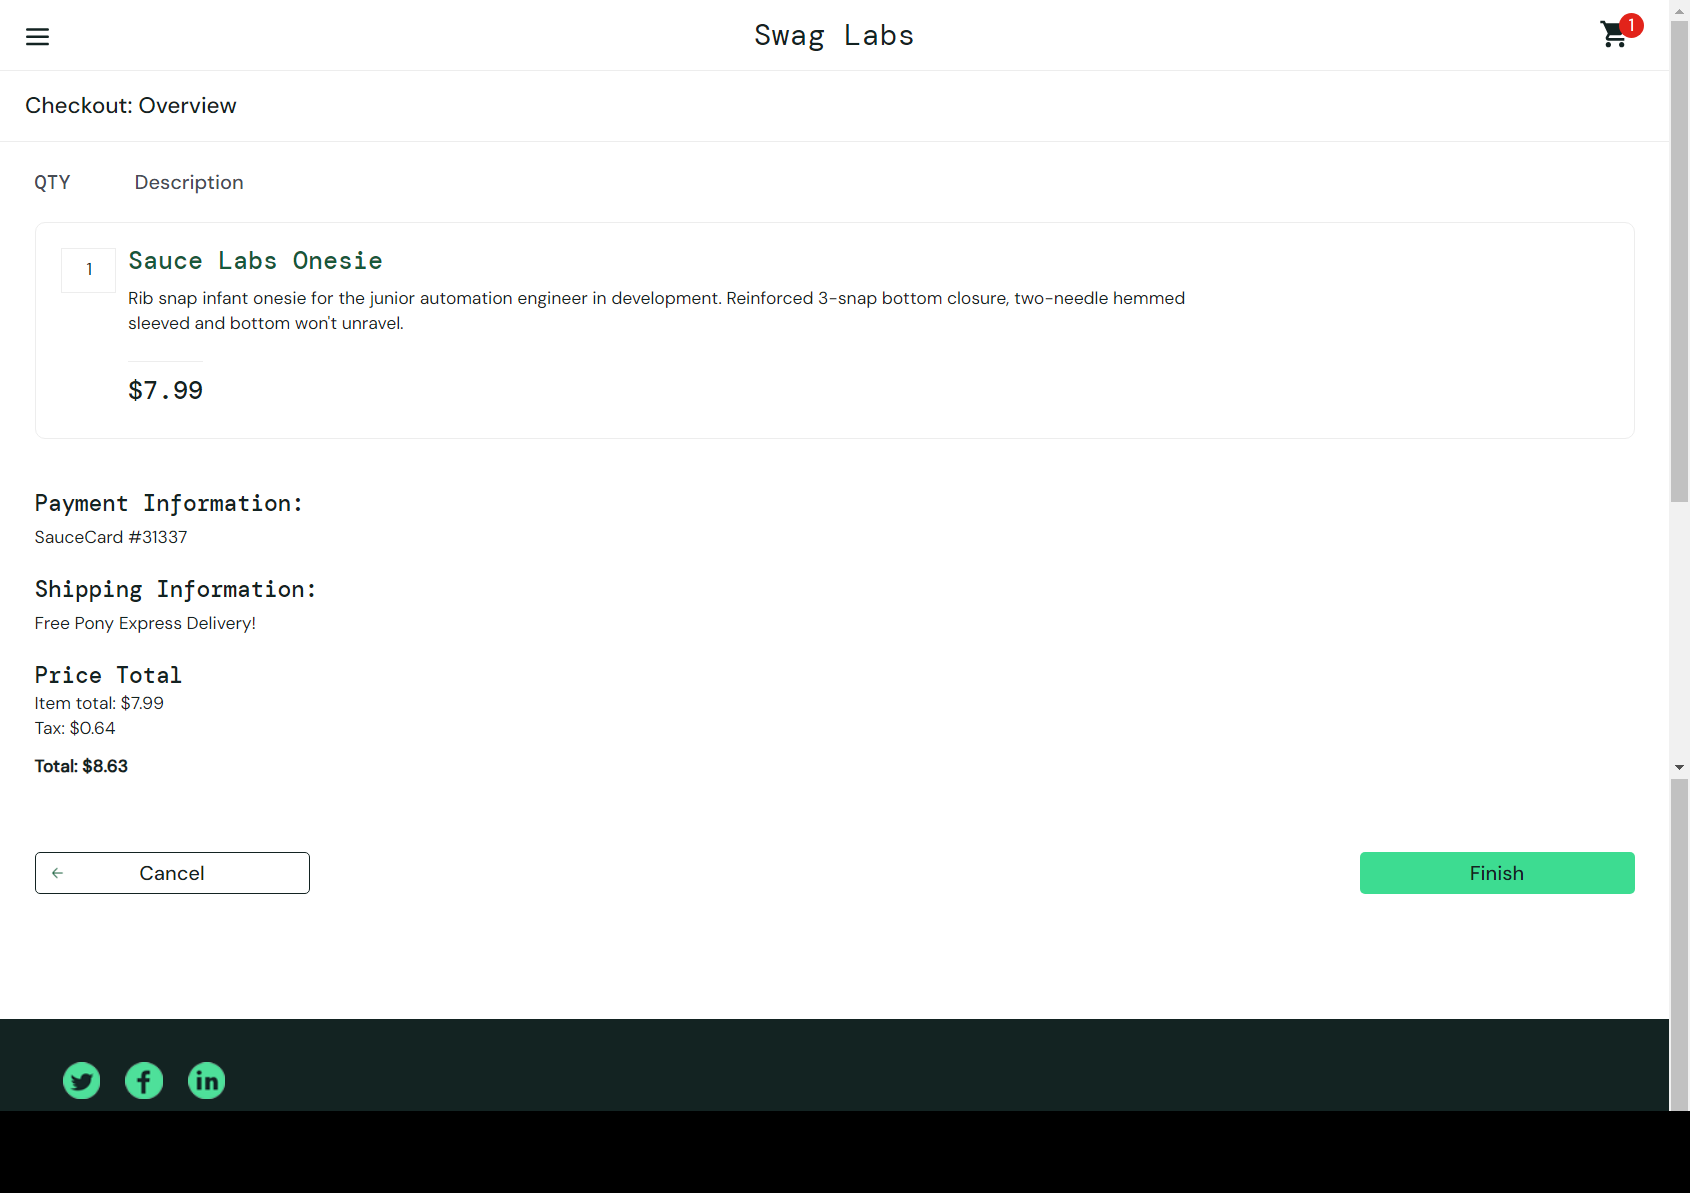 Swag Labs
1
Checkout: Overview
QTY Description
1
Sauce Labs Onesie
Rib snap infant onesie for the junior automation engineer in development. Reinforced 3-snap bottom closure, two-needle hemmed
sleeved and bottom won't unravel.
$7.99
Payment Information:
SauceCard #31337
Shipping Information:
Free Pony Express Delivery!
Price Total
Item total: $7.99
Tax: $0.64
Total: $8.63
Cancel
Finish